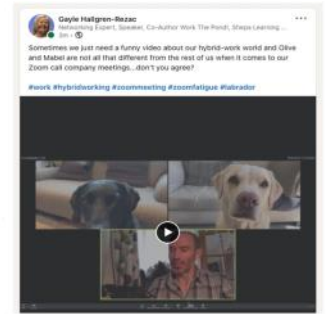 Gayle Hallgren-Rezac
Networking Expert, Speaker, Co-Author Work The Pond!, Shepa Learning ...
3m •
Sometimes we just need a funny video about our hybrid-work world and Olive
and Mabel are not all that different from the rest of us when it comes to our
Zoom call company meetings...don't you agree?
#work #hybridworking #zoommeeting #zoomfatigue #labrador